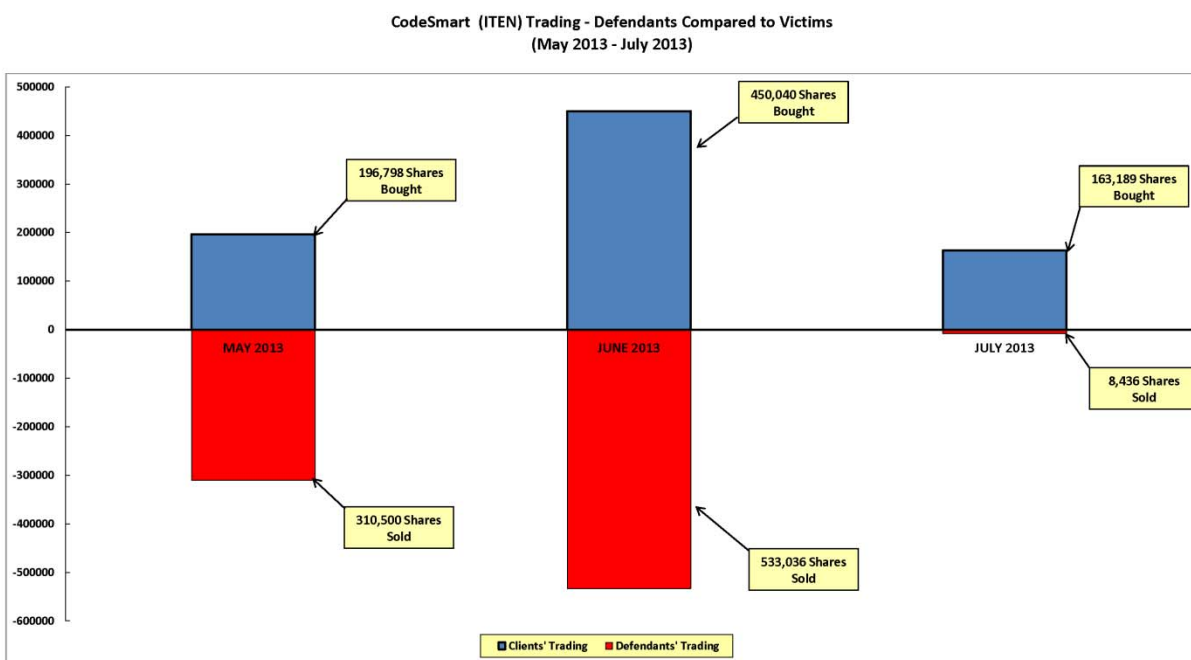 CodeSmart (ITEN) Trading - Defendants Compared to Victims
(May 2013 - July 2013)
500000
400000
300000
200000
100000
0
-100000
-200000
-300000
-400000
-500000
-600000
196,798 Shares
Bought
450,040 Shares
Bought
163,189 Shares
Bought
MAY 2013
JUNE 2013
JULY 2013
310,500 Shares
Sold
533,036 Shares
Sold
8,436 Shares
Sold
Clients' Trading
Defendants' Trading